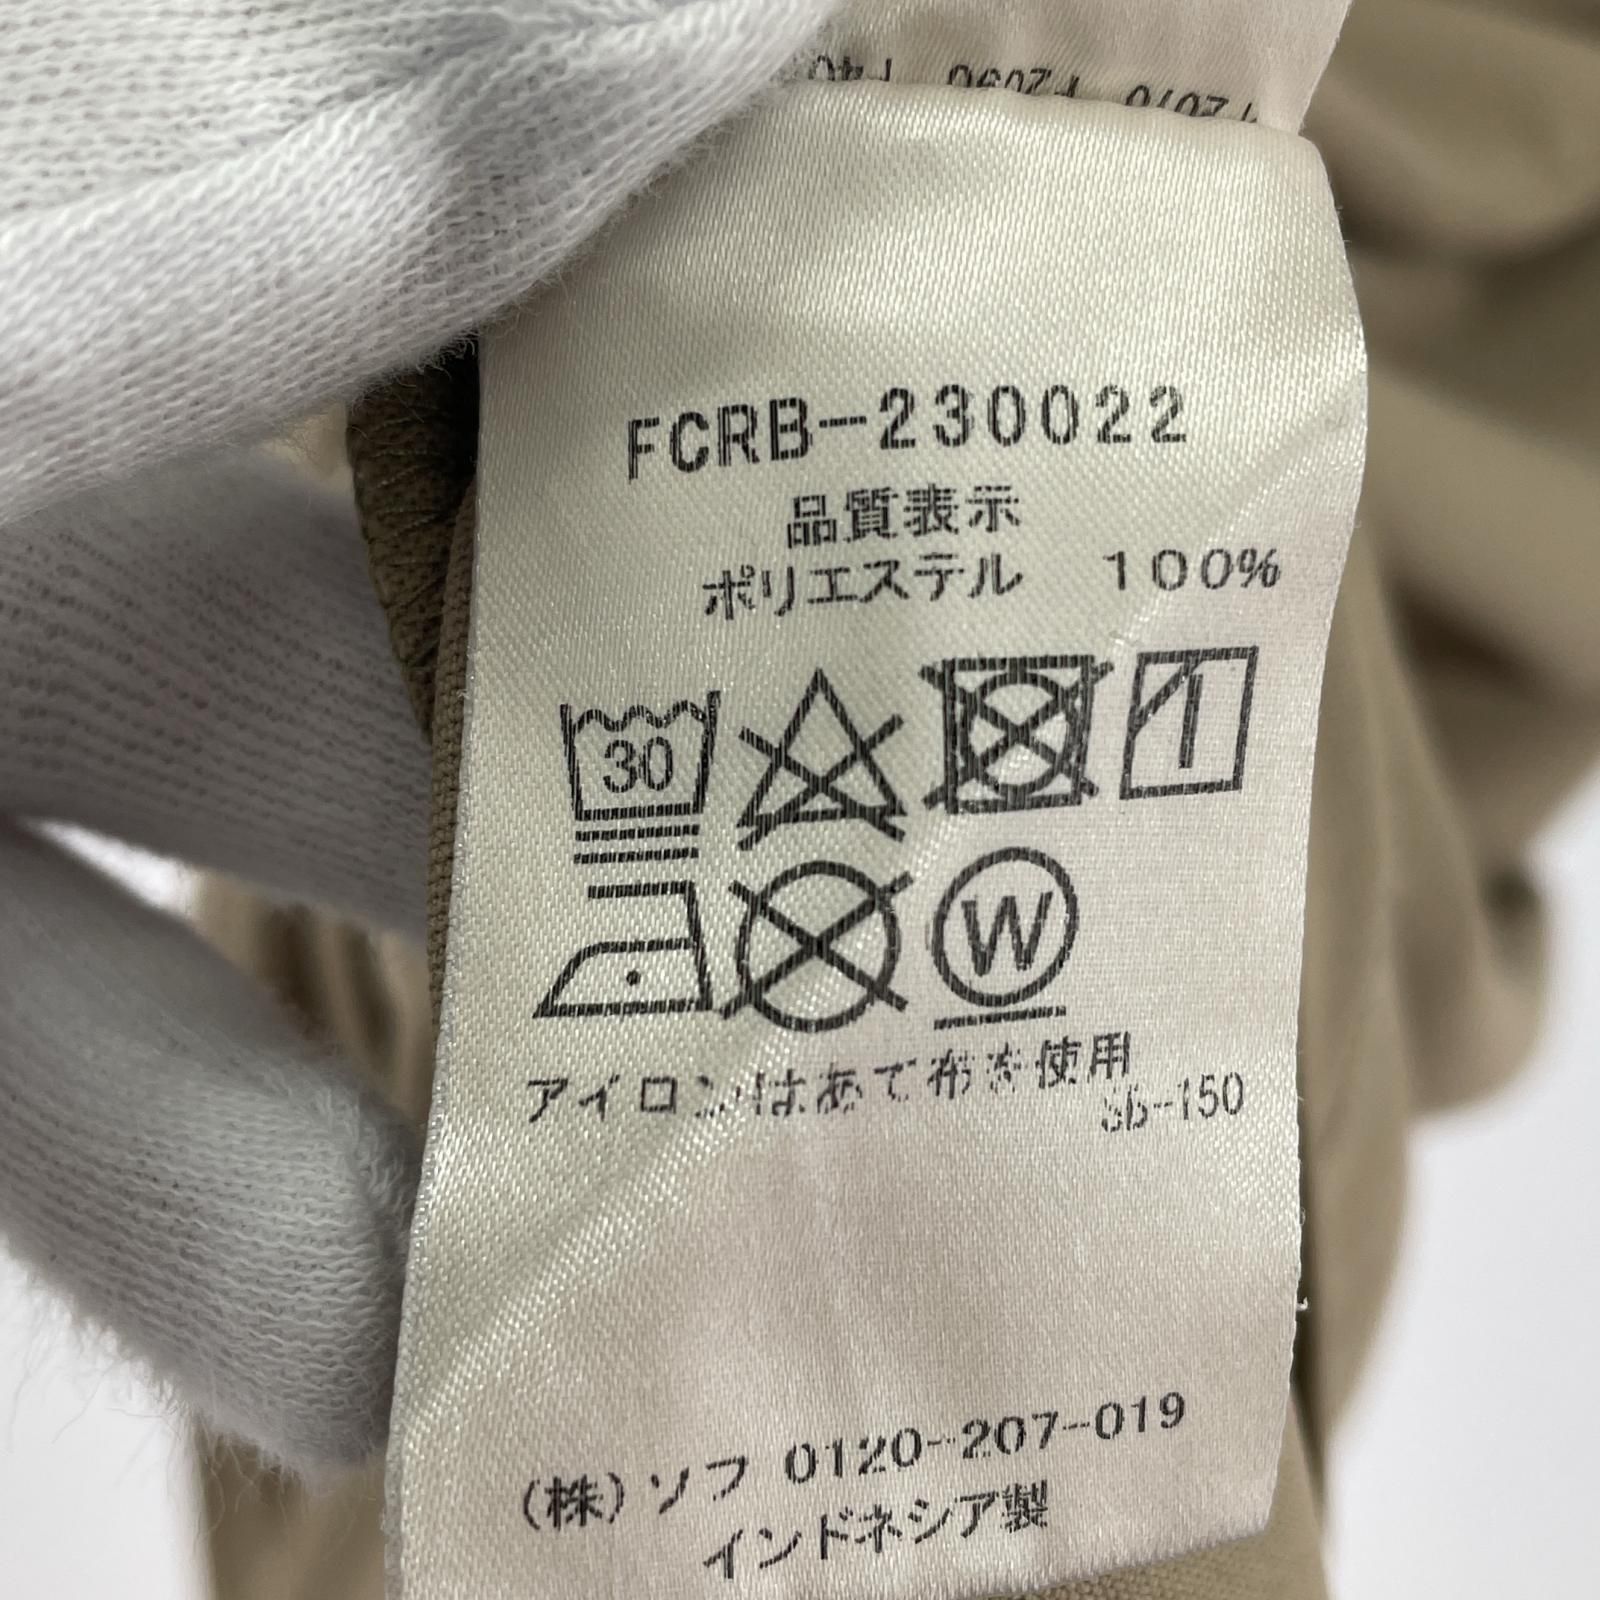 FCRB-230022
品質表示
ポリエステル 100%
30
W
アイロンはあて布を使用
-150
(株)ソフ 0120-207-019
インドネシア製